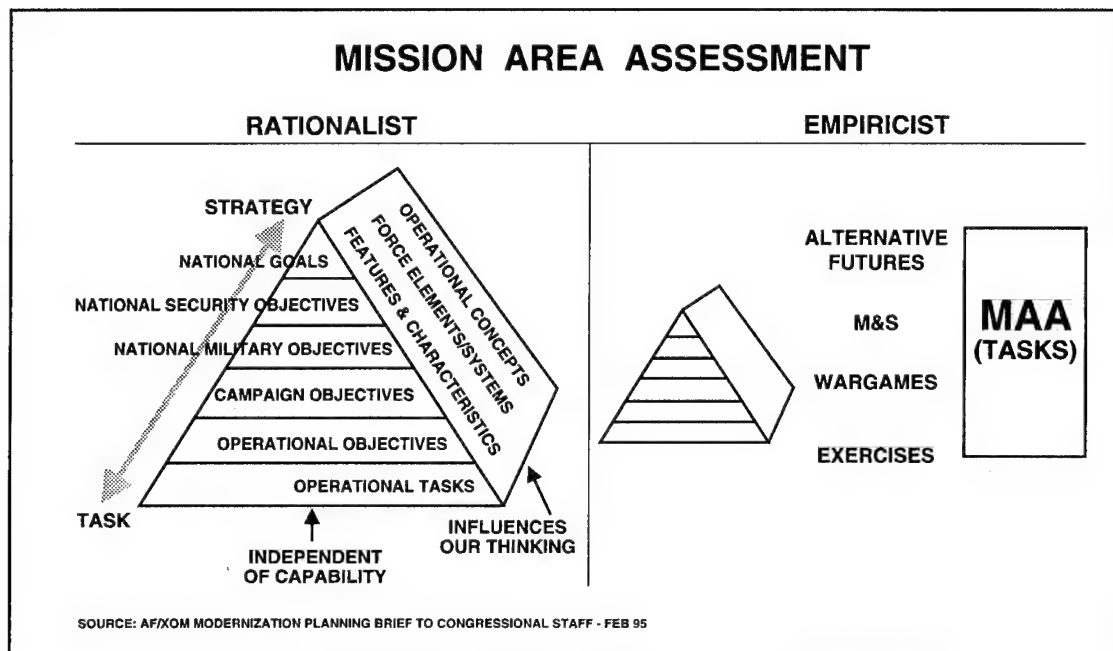 MISSION AREA ASSESSMENT
RATIONALIST
EMPIRICIST
STRATEGY
NATIONAL GOALS
NATIONAL SECURITY OBJECTIVES
NATIONAL MILITARY OBJECTIVES
CAMPAIGN OBJECTIVES
OPERATIONAL OBJECTIVES
OPERATIONAL TASKS
TASK
OPERATIONAL CONCEPTS
FORCE ELEMENTS/SYSTEMS
FEATURES & CHARACTERISTICS
INDEPENDENT
OF CAPABILITY
INFLUENCES
OUR THINKING
ALTERNATIVE
FUTURES
M&S
WARGAMES
EXERCISES
MAA
(TASKS)
SOURCE: AF/XOM MODERNIZATION PLANNING BRIEF TO CONGRESSIONAL STAFF - FEB 95